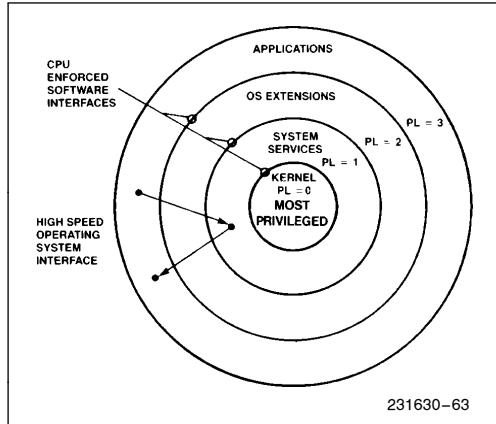 APPLICATIONS
CPU
ENFORCED
SOFTWARE
INTERFACES
OS EXTENSIONS
PL = 3
PL = 2
SYSTEM
SERVICES
PL = 1
KERNEL
PL = 0
MOST
PRIVILEGED
HIGH SPEED
OPERATING
SYSTEM
INTERFACE
231630–63